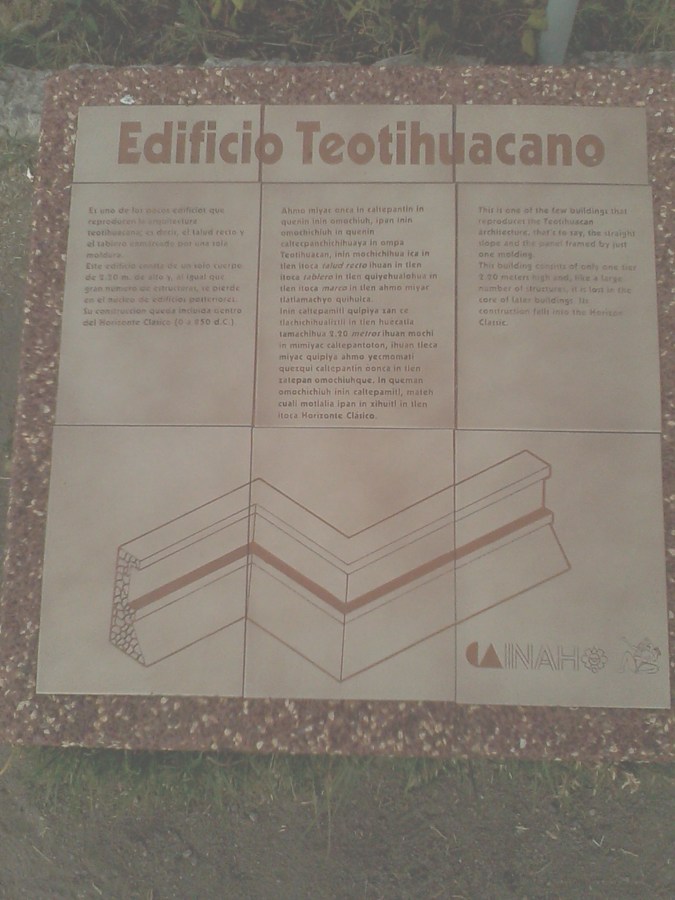 Edificio Teotihuacano
Es uno de los pocos edificios que
reproducen la arquitectura
teotihuacana; es decir, el talud recto y
el tablero construido por una sola
moldura.
Este edificio consta de un solo cuerpo
de 2.20 m. de alto y, al igual que
gran número de estructuras, se pierde
en el núcleo de edificios posteriores.
Su construcción queda incluida dentro
del Horizonte Clásico (0 a 650 d.C.).
Ahmo miyac onca in caltepantin in
quenin inin omochiuh, ipan inin
omochichiuh in quenin
caltecpanchichihuaya in ompa
Teotihuacan, inin mochichihua ica in
tlen itoca talud recto ihuan in tlen
itoca tablero in tlen quiyehualohua in
tlen itoca marco in tlen ahmo miyac
tlatlamachyo quihuica.
Inin caltepamitl quipiya san ce
tlachichihualistli in tlen huecatla
tamachihua 2.20 metros ihuan mochi
in mimiyac caltepantoton, ihuan tleca
miyac quipiya ahmo yecmomati
quesqui caltepantin oonca in tlen
satepan omochiuhque. In queman
omochichiuh inin caltepamitl, mateh
cuali motlalia ipan in xihuitl in tlen
itoca Horizonte Clásico.
This is one of the few buildings that
reproduces the Teotihuacan
architecture, that's to say, the straight
slope and the panel framed by just
one molding.
This building consists of only one tier
2.20 meters high and, like a large
number of structures, it is lost in the
core of later buildings. Its
construction falls into the Horizon
Classic.
CA INAH